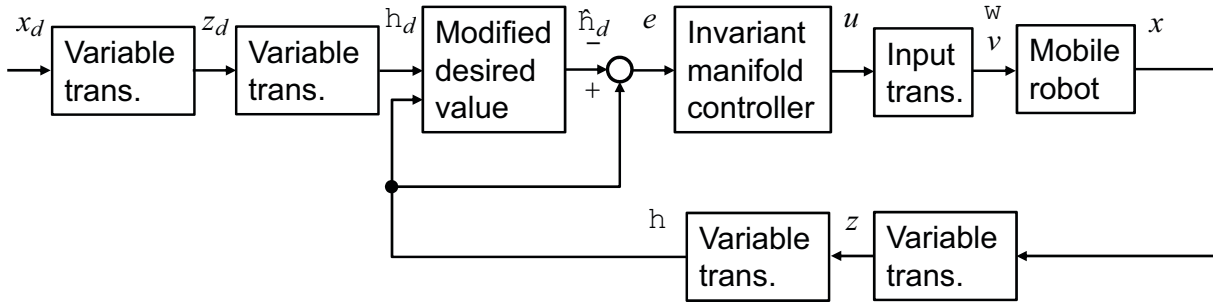 x_d
Variable
trans.
z_d
Variable
trans.
h_d
Modified
desired
value
ĥ_d
−
+
e
Invariant
manifold
controller
u
Input
trans.
w
v
Mobile
robot
x
h
Variable
trans.
z
Variable
trans.